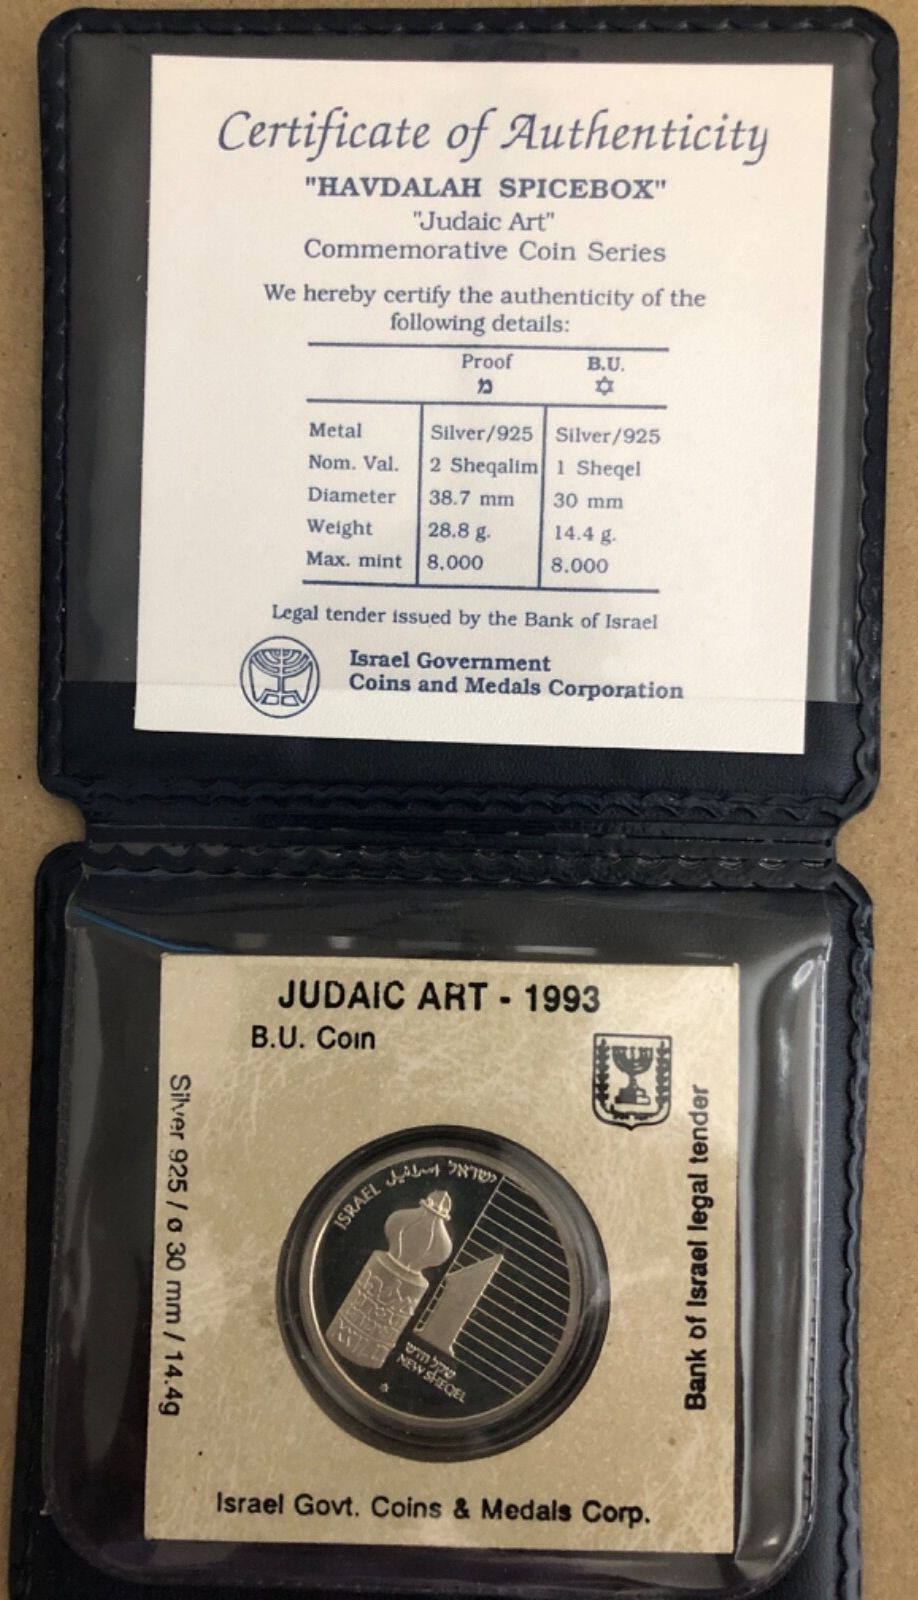 Certificate of Authenticity
"HAVDALAH SPICEBOX"
"Judaic Art"
Commemorative Coin Series
We hereby certify the authenticity of the
following details:
Proof B.U.
מ ✡
Metal Silver/925 Silver/925
Nom. Val. 2 Sheqalim 1 Sheqel
Diameter 38.7 mm 30 mm
Weight 28.8 g. 14.4 g.
Max. mint 8.000 8.000
Legal tender issued by the Bank of Israel
Israel Government
Coins and Medals Corporation
JUDAIC ART - 1993
B.U. Coin
Silver 925 / ø 30 mm / 14.4g
Bank of Israel legal tender
ISRAEL إسرائيل ישראל
1
שקל חדש
NEW SHEQEL
Israel Govt. Coins & Medals Corp.